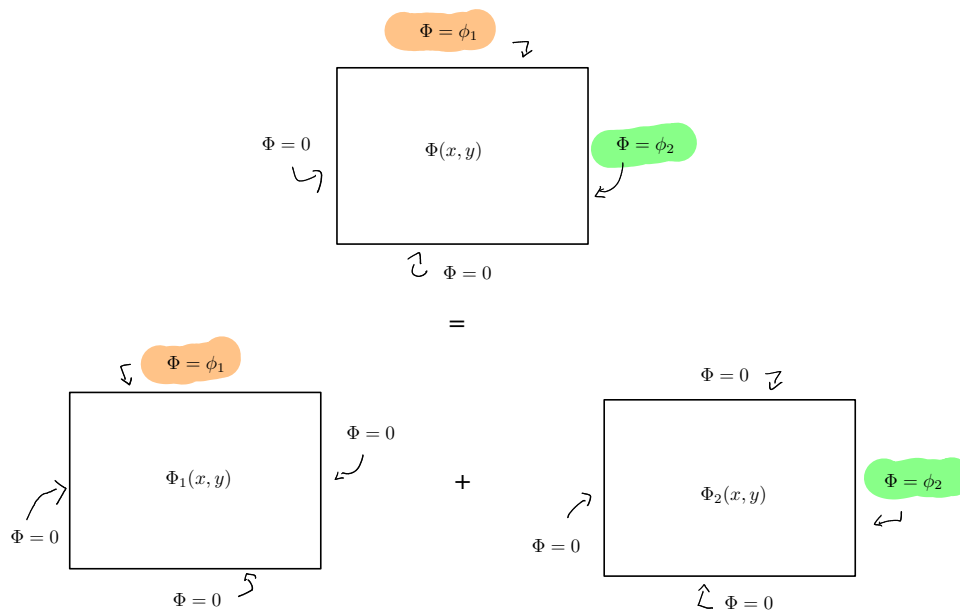 Φ = ϕ₁
Φ = 0
Φ(x, y)
Φ = ϕ₂
Φ = 0
=
Φ = ϕ₁
Φ = 0
Φ = 0
Φ₁(x, y)
+
Φ₂(x, y)
Φ = ϕ₂
Φ = 0
Φ = 0
Φ = 0
Φ = 0